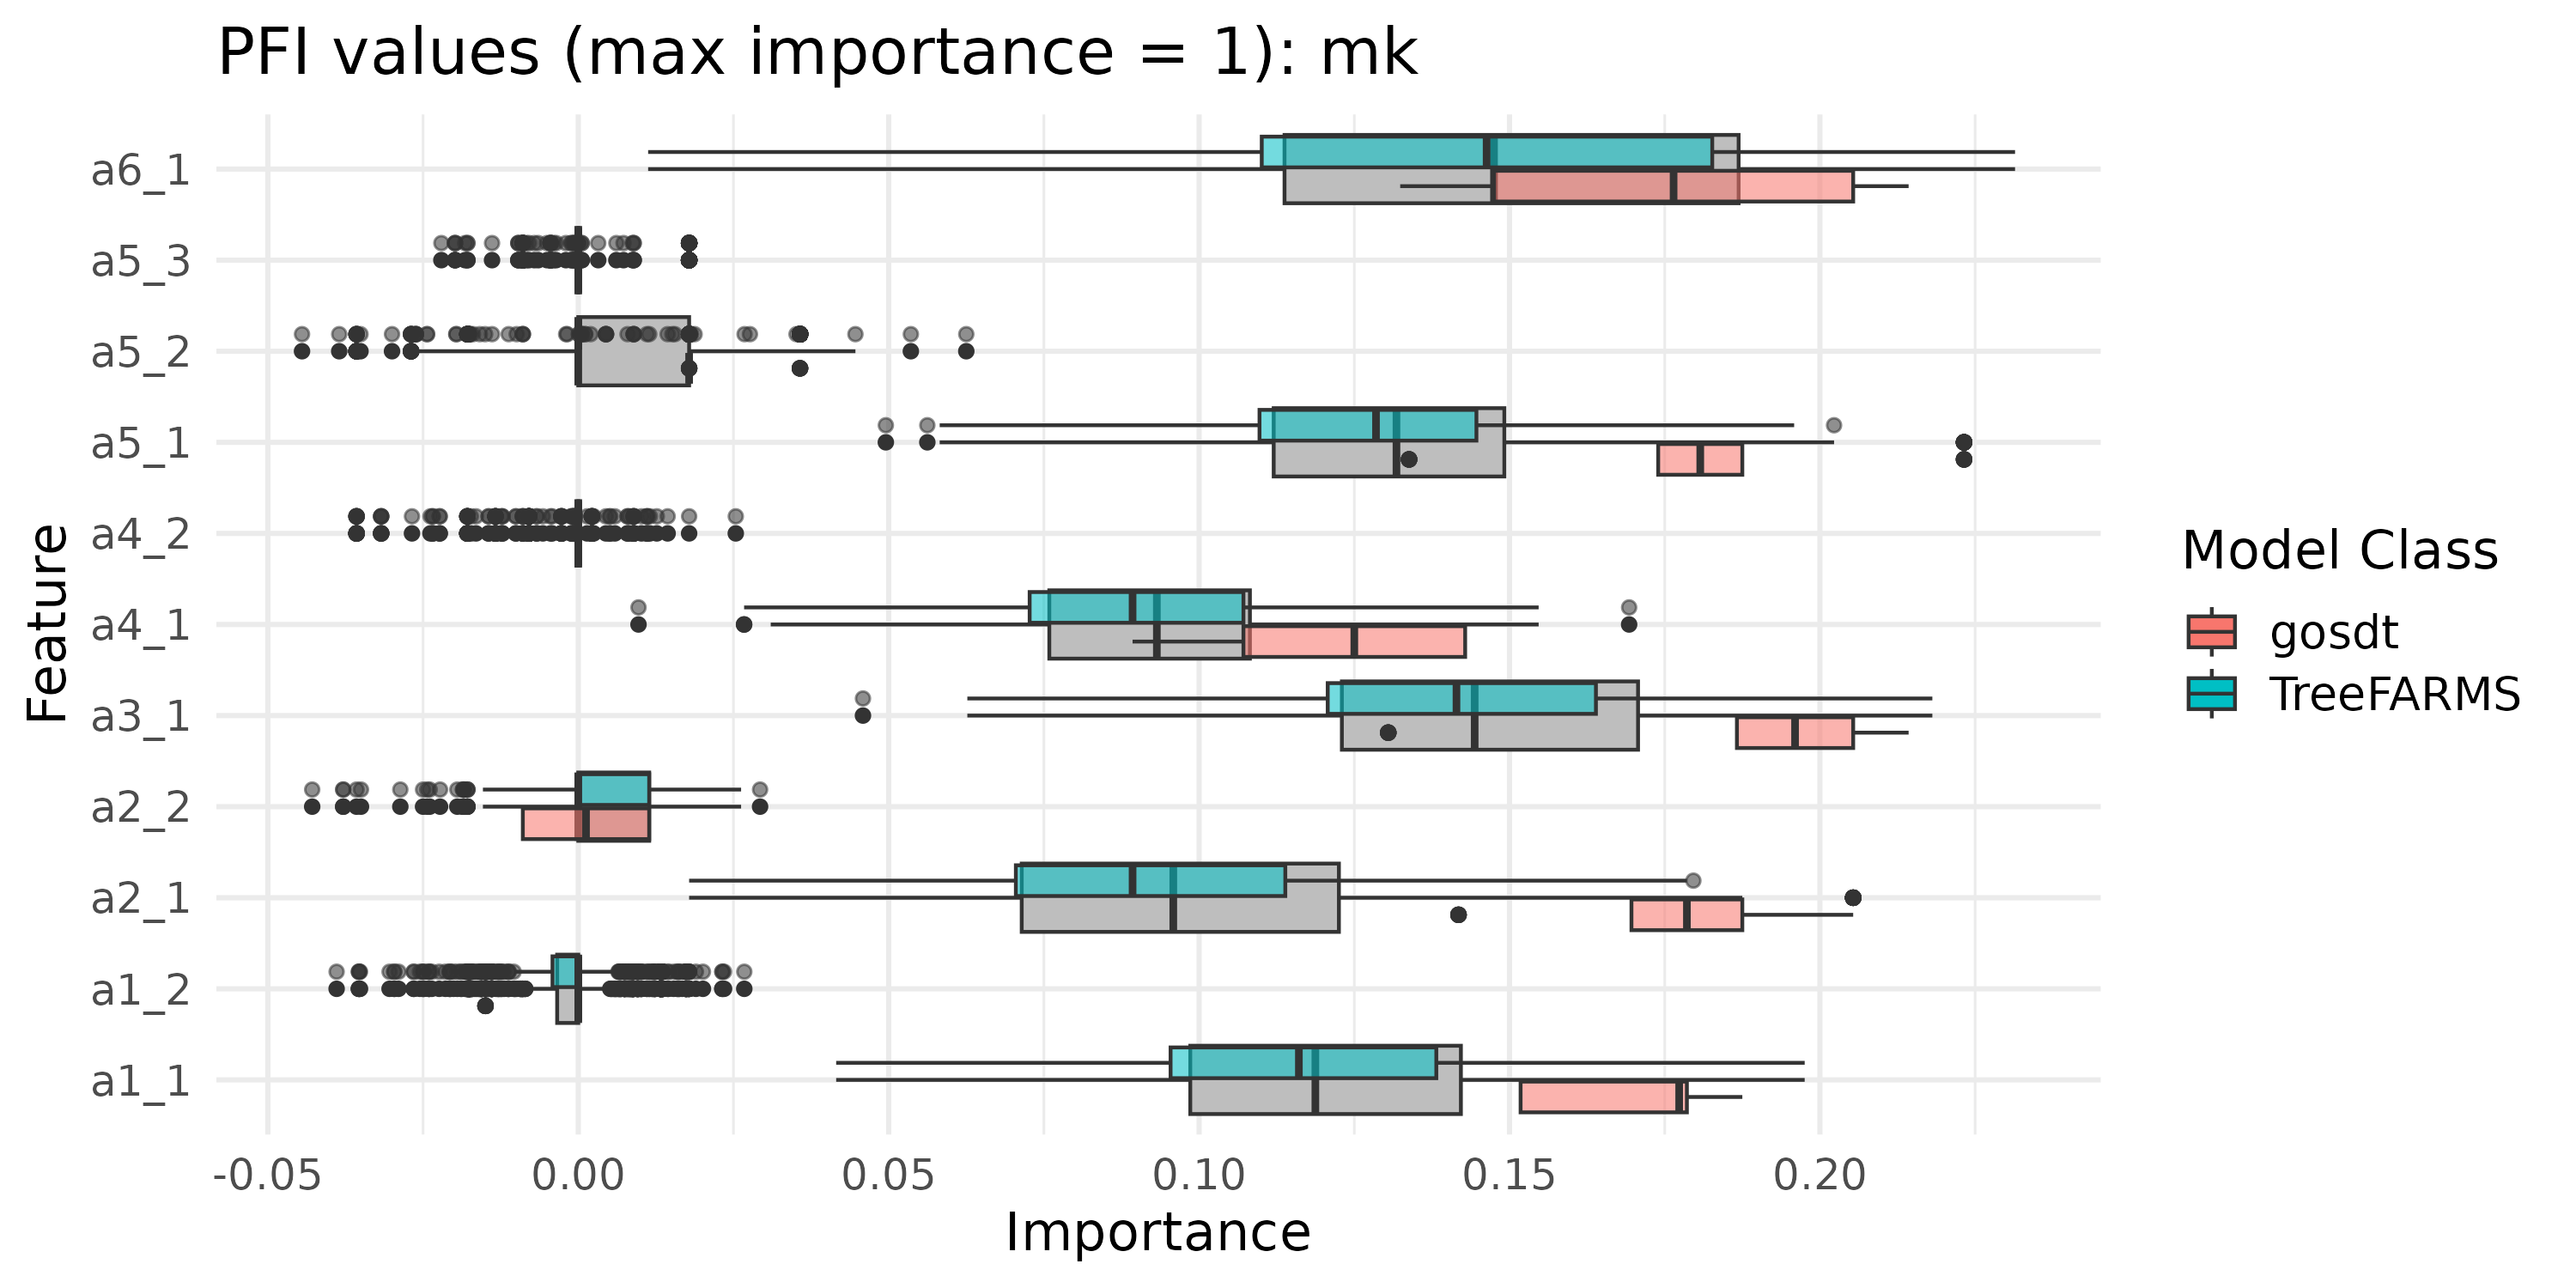 PFI values (max importance = 1): mk
Feature
a6_1
a5_3
a5_2
a5_1
a4_2
a4_1
a3_1
a2_2
a2_1
a1_2
a1_1
-0.05 0.00 0.05 0.10 0.15 0.20
Importance
Model Class
gosdt
TreeFARMS